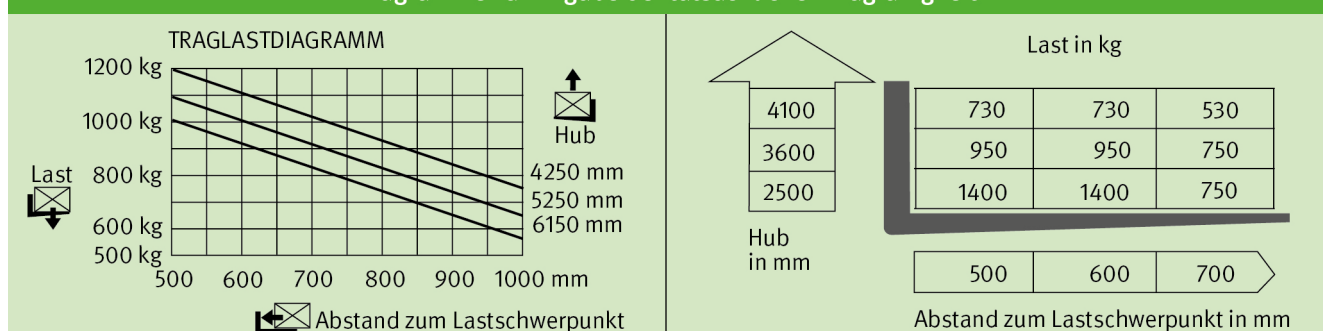 TRAGLASTDIAGRAMM
1200 kg
1000 kg
800 kg
600 kg
500 kg
Last
Hub
4250 mm
5250 mm
6150 mm
500 600 700 800 900 1000 mm
Abstand zum Lastschwerpunkt
Last in kg
4100 730 730 530
3600 950 950 750
2500 1400 1400 750
Hub
in mm
500 600 700
Abstand zum Lastschwerpunkt in mm